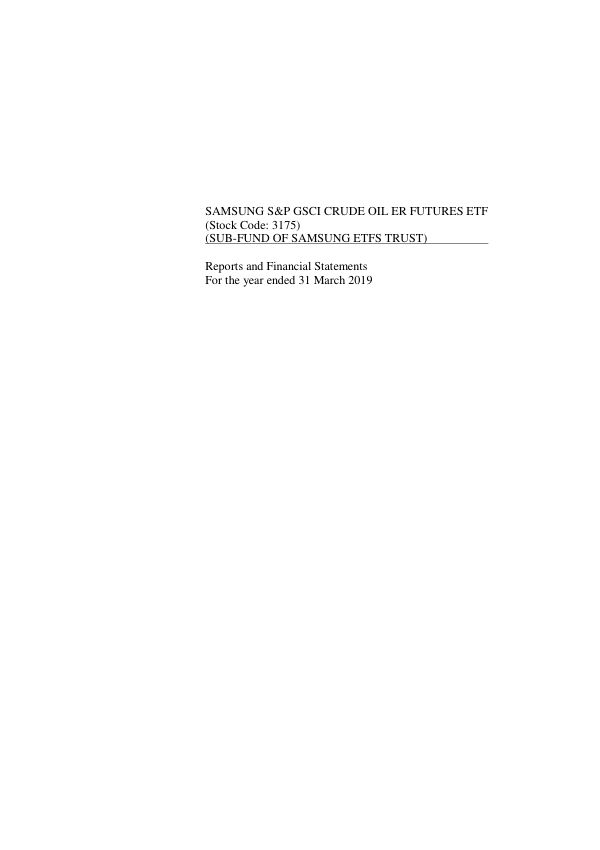 SAMSUNG S&P GSCI CRUDE OIL ER FUTURES ETF
(Stock Code: 3175)
(SUB-FUND OF SAMSUNG ETFS TRUST)
Reports and Financial Statements
For the year ended 31 March 2019